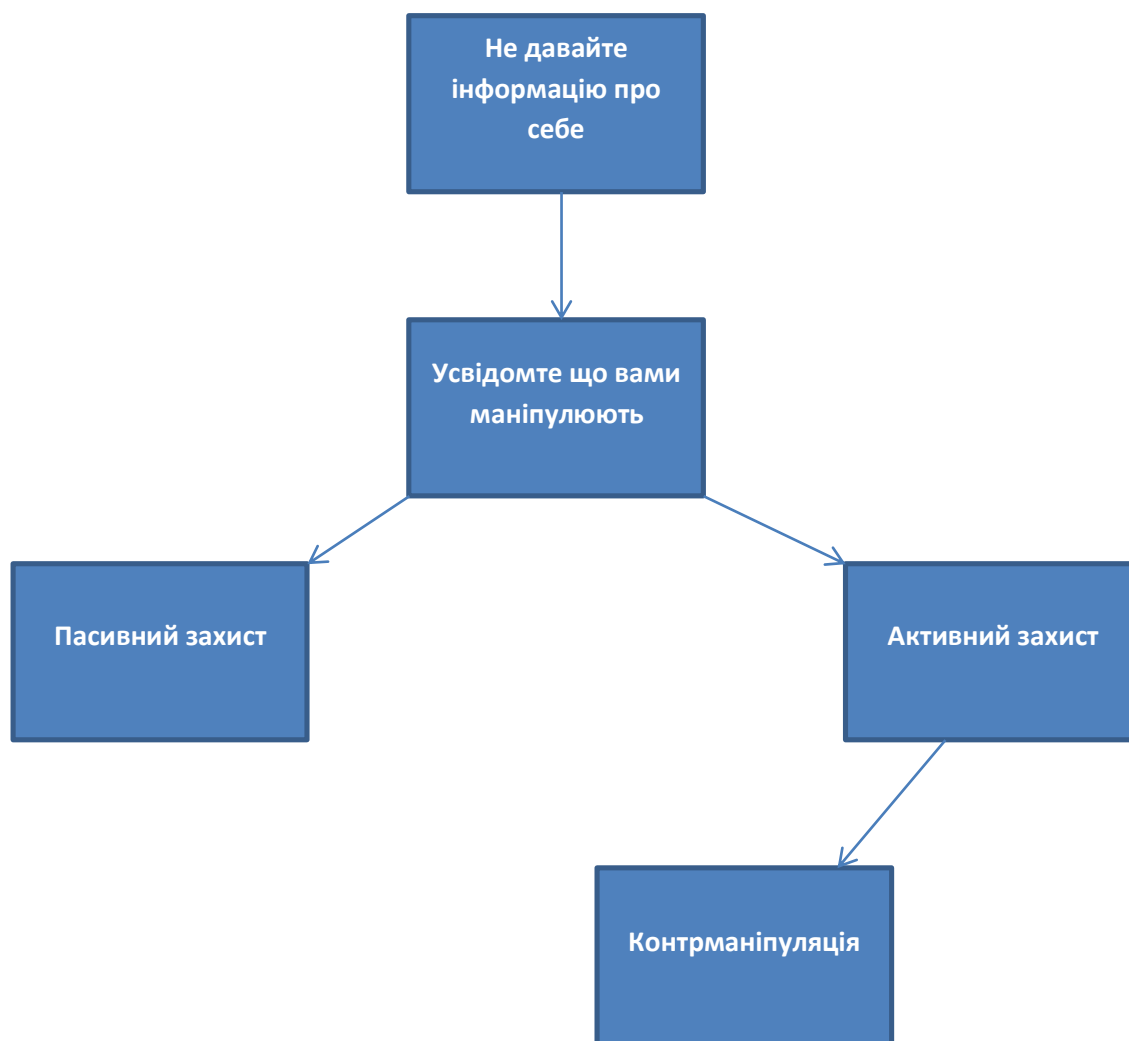 Не давайте
інформацію про
себе
Усвідомте що вами
маніпулюють
Пасивний захист
Активний захист
Контрманіпуляція